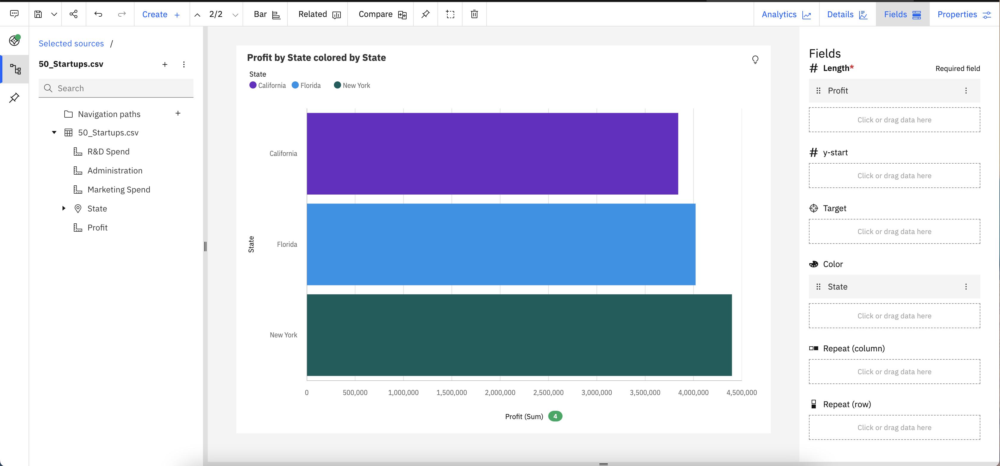 Create +
2/2
Bar
Related
Compare
Analytics
Details
Fields
Properties
Selected sources /
50_Startups.csv
Search
Navigation paths
50_Startups.csv
R&D Spend
Administration
Marketing Spend
State
Profit
Profit by State colored by State
State
California
Florida
New York
State
California
Florida
New York
0 500,000 1,000,000 1,500,000 2,000,000 2,500,000 3,000,000 3,500,000 4,000,000 4,500,000
Profit (Sum) 4
Fields
# Length* Required field
Profit
Click or drag data here
# y-start
Click or drag data here
Target
Click or drag data here
Color
State
Click or drag data here
Repeat (column)
Click or drag data here
Repeat (row)
Click or drag data here